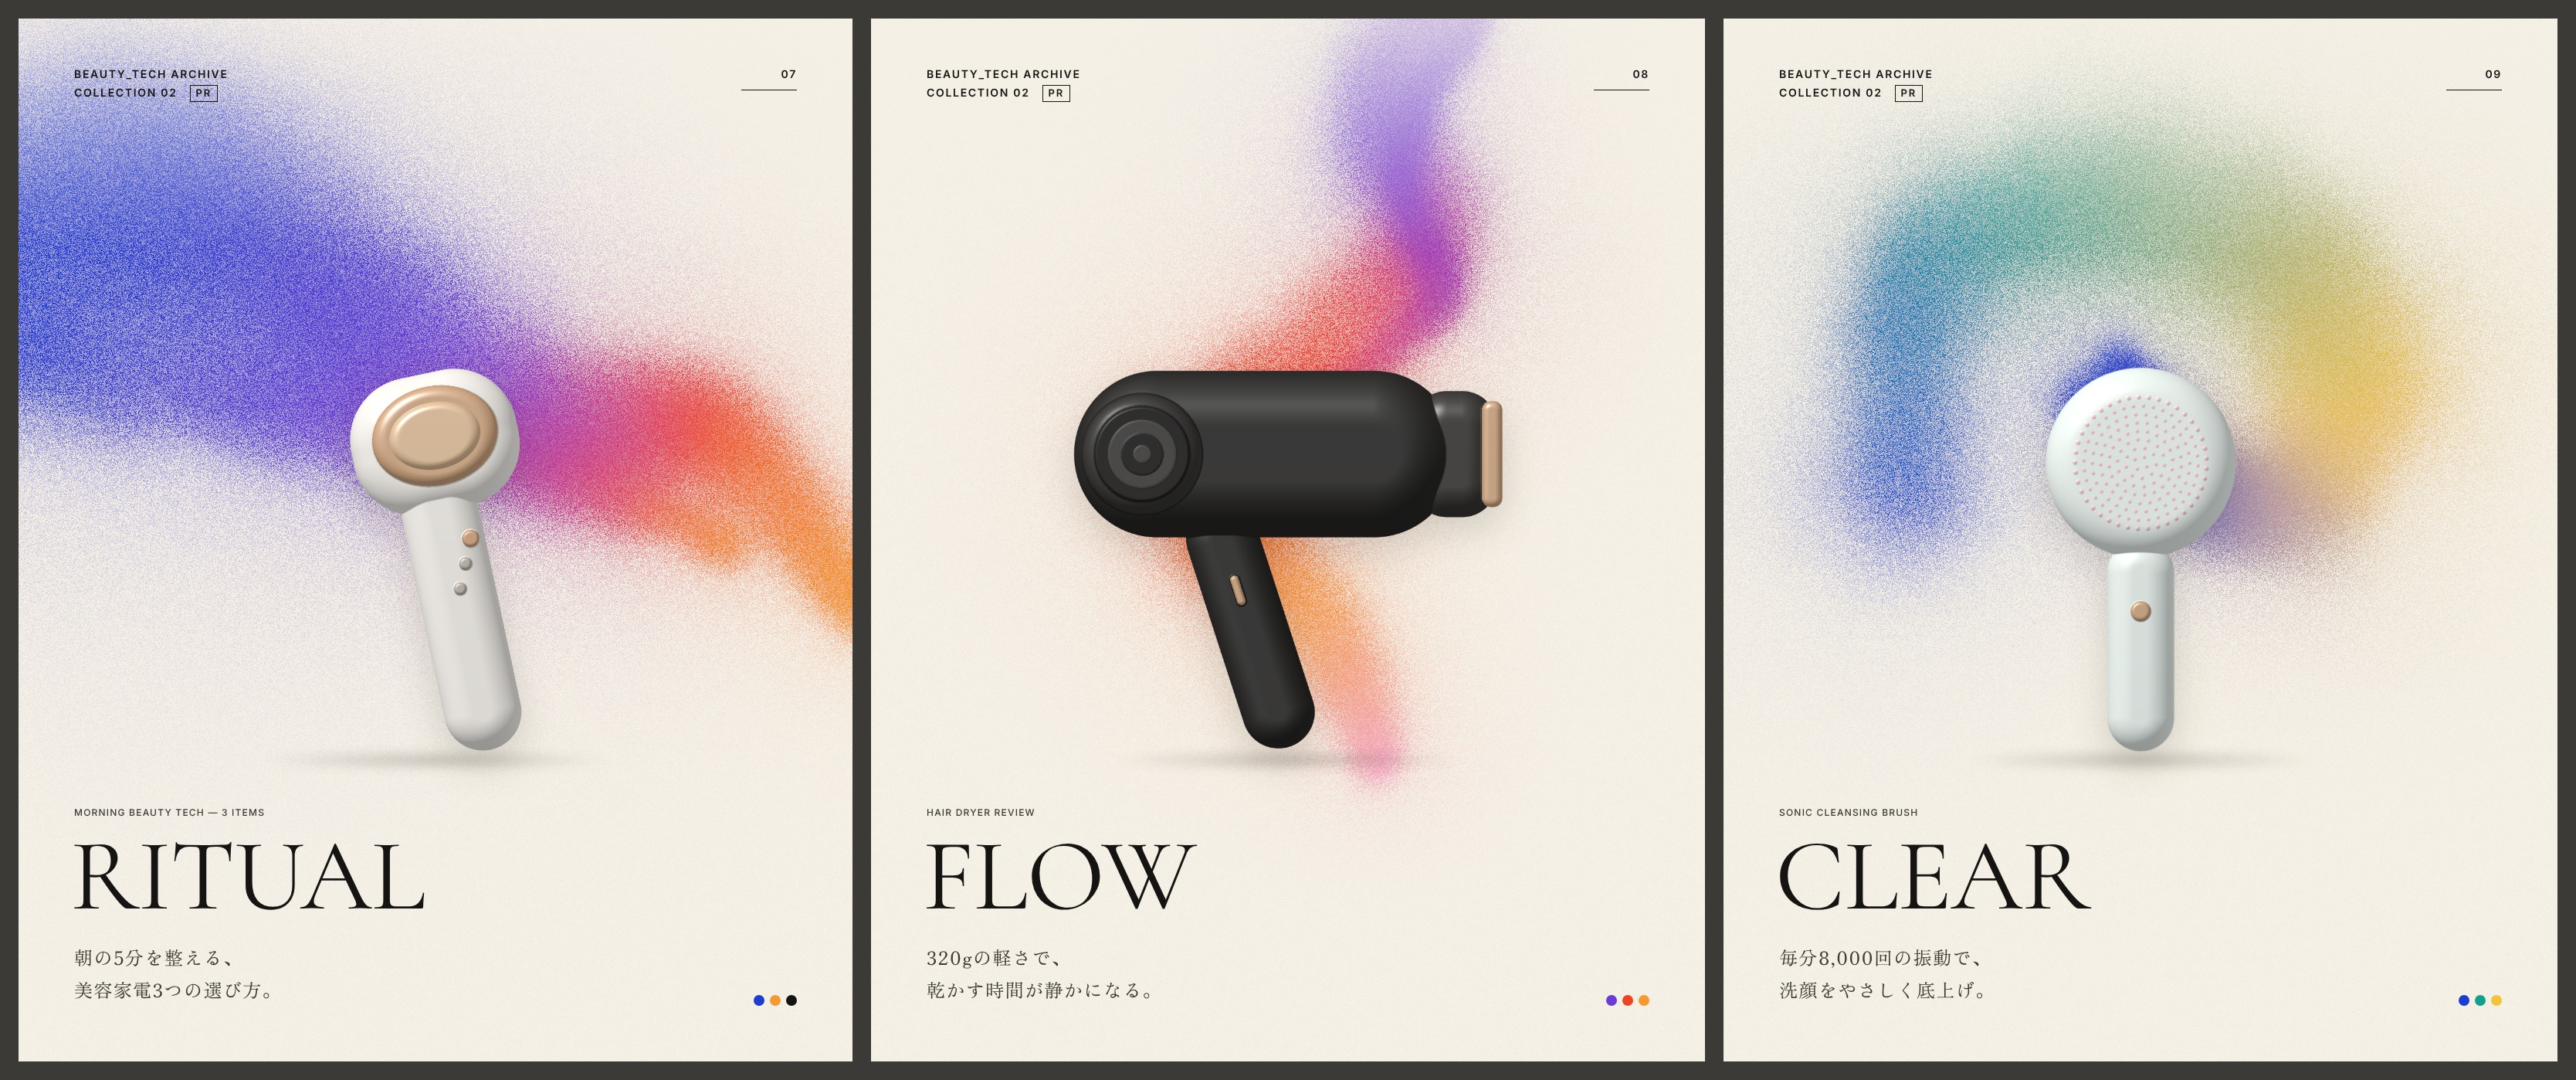 BEAUTY_TECH ARCHIVE
COLLECTION 02 PR
07
MORNING BEAUTY TECH — 3 ITEMS
RITUAL
朝の5分を整える、
美容家電3つの選び方。
BEAUTY_TECH ARCHIVE
COLLECTION 02 PR
08
HAIR DRYER REVIEW
FLOW
320gの軽さで、
乾かす時間が静かになる。
BEAUTY_TECH ARCHIVE
COLLECTION 02 PR
09
SONIC CLEANSING BRUSH
CLEAR
毎分8,000回の振動で、
洗顔をやさしく底上げ。